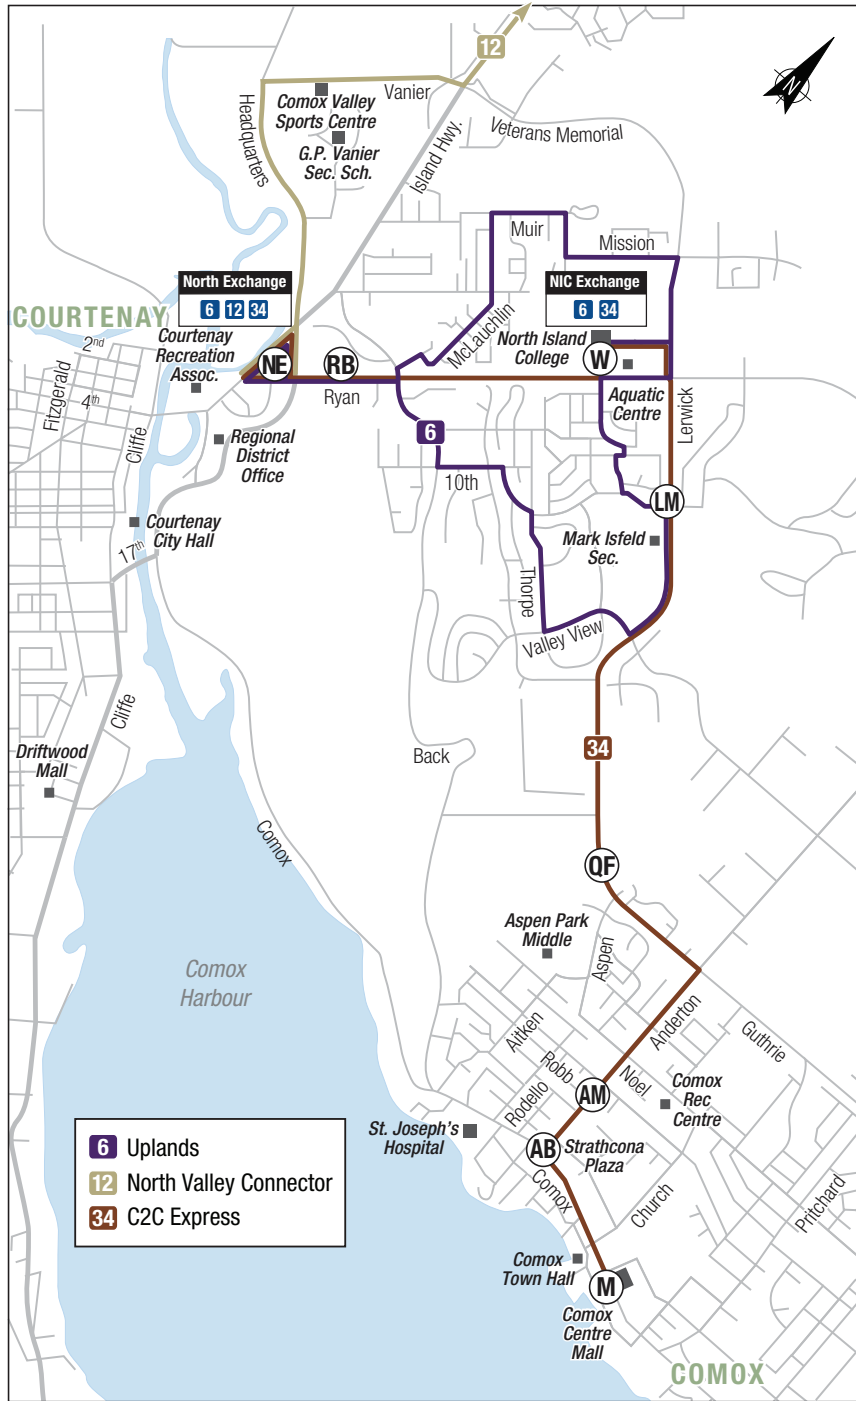 12
Comox Valley
Sports Centre
Vanier
G.P. Vanier
Sec. Sch.
Headquarters
Island Hwy.
Veterans Memorial
N
Muir
Mission
North Exchange
6 12 34
NIC Exchange
6 34
COURTENAY
2nd
Courtenay
Recreation
Assoc.
NE
RB
Ryan
McLauchlin
North Island
College
W
Aquatic
Centre
Lerwick
Fitzgerald
4th
Cliffe
Regional
District
Office
6
10th
LM
Courtenay
City Hall
17th
Mark Isfeld
Sec.
Thorpe
Valley View
Cliffe
Driftwood
Mall
Back
34
Comox
QF
Aspen Park
Middle
Aspen
Comox
Harbour
Aitken
Anderton
Guthrie
Robb
Noel
Rodello
AM
Comox
Rec
Centre
St. Joseph's
Hospital
AB
Strathcona
Plaza
Comox
Church
Pritchard
6 Uplands
12 North Valley Connector
34 C2C Express
Comox
Town Hall
M
Comox
Centre
Mall
COMOX